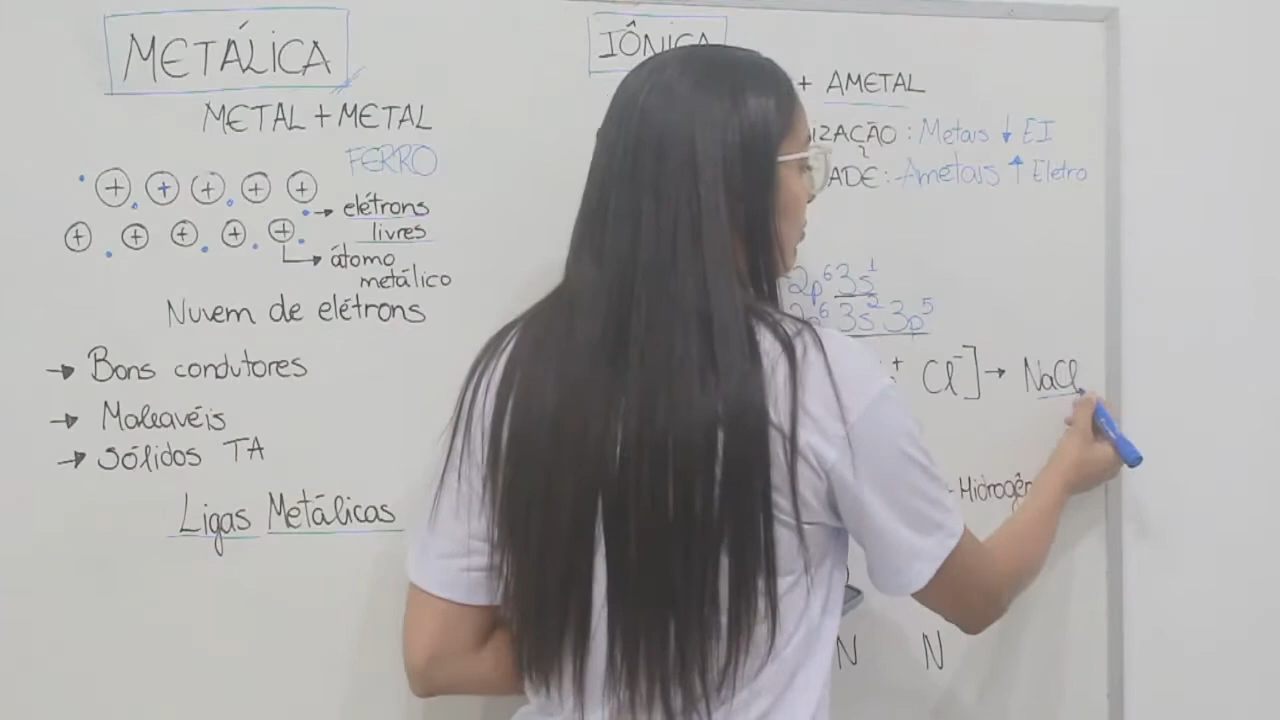 METÁLICA
METAL + METAL
FERRO
+ + + + +
elétrons
livres
+ + + + +
átomo
metálico
Nuvem de elétrons
→ Bons condutores
→ Maleavéis
→ Sólidos TA
Ligas Metálicas
IÔNICA
+ AMETAL
IZAÇÃO : Metais ↓ EI
ADE : Ametais ↑ Eletro
2p⁶ 3s¹
2p⁶ 3s² 3p⁵
⁺ Cl⁻] → NaCl
- Hidrogên
N N